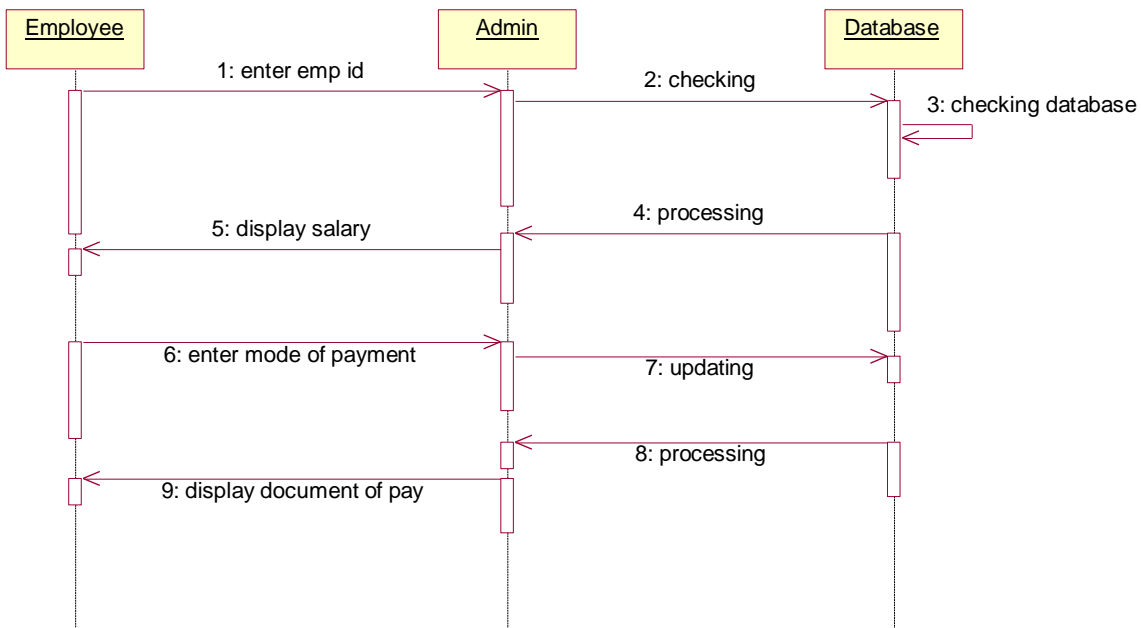 Employee
Admin
Database
1: enter emp id
2: checking
3: checking database
4: processing
5: display salary
6: enter mode of payment
7: updating
8: processing
9: display document of pay